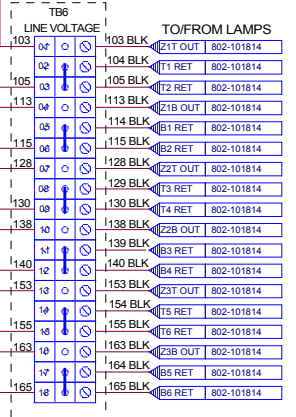 TB6
LINE VOLTAGE TO/FROM LAMPS
103 01 103 BLK Z1T OUT 802-101814
02 104 BLK T1 RET 802-101814
105 03 105 BLK T2 RET 802-101814
113 04 113 BLK Z1B OUT 802-101814
05 114 BLK B1 RET 802-101814
115 06 115 BLK B2 RET 802-101814
128 07 128 BLK Z2T OUT 802-101814
08 129 BLK T3 RET 802-101814
130 09 130 BLK T4 RET 802-101814
138 10 138 BLK Z2B OUT 802-101814
11 139 BLK B3 RET 802-101814
140 12 140 BLK B4 RET 802-101814
153 13 153 BLK Z3T OUT 802-101814
14 154 BLK T5 RET 802-101814
155 15 155 BLK T6 RET 802-101814
163 16 163 BLK Z3B OUT 802-101814
17 164 BLK B5 RET 802-101814
165 18 165 BLK B6 RET 802-101814